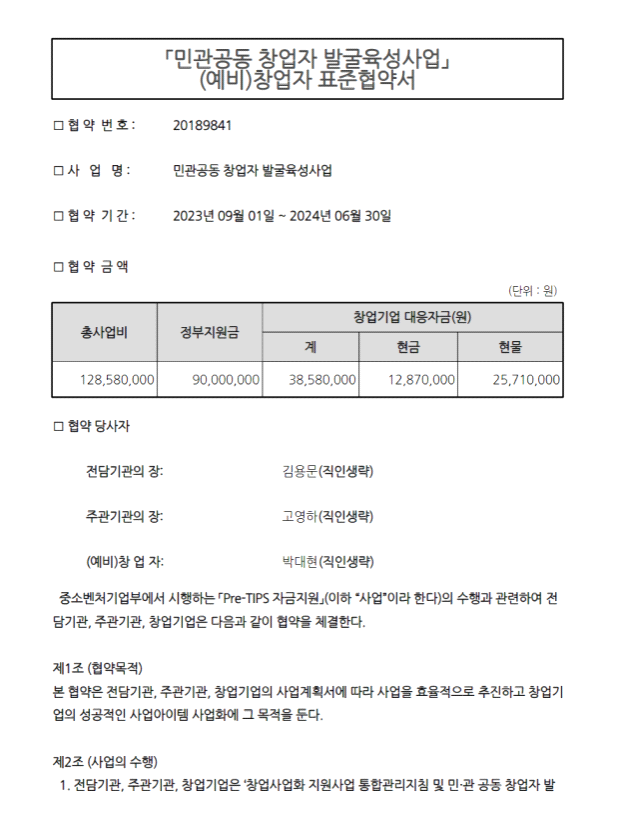 「민관공동 창업자 발굴육성사업」
(예비)창업자 표준협약서
□ 협 약 번 호 : 20189841
□ 사 업 명 : 민관공동 창업자 발굴육성사업
□ 협 약 기 간 : 2023년 09월 01일 ~ 2024년 06월 30일
□ 협 약 금 액
(단위 : 원)
총사업비 정부지원금 창업기업 대응자금(원)
계 현금 현물
128,580,000 90,000,000 38,580,000 12,870,000 25,710,000
□ 협약 당사자
전담기관의 장: 김용문(직인생략)
주관기관의 장: 고영하(직인생략)
(예비)창 업 자: 박대현(직인생략)
중소벤처기업부에서 시행하는 「Pre-TIPS 자금지원」(이하 “사업”이라 한다)의 수행과 관련하여 전
담기관, 주관기관, 창업기업은 다음과 같이 협약을 체결한다.
제1조 (협약목적)
본 협약은 전담기관, 주관기관, 창업기업의 사업계획서에 따라 사업을 효율적으로 추진하고 창업기
업의 성공적인 사업아이템 사업화에 그 목적을 둔다.
제2조 (사업의 수행)
1. 전담기관, 주관기관, 창업기업은 '창업사업화 지원사업 통합관리지침 및 민·관 공동 창업자 발